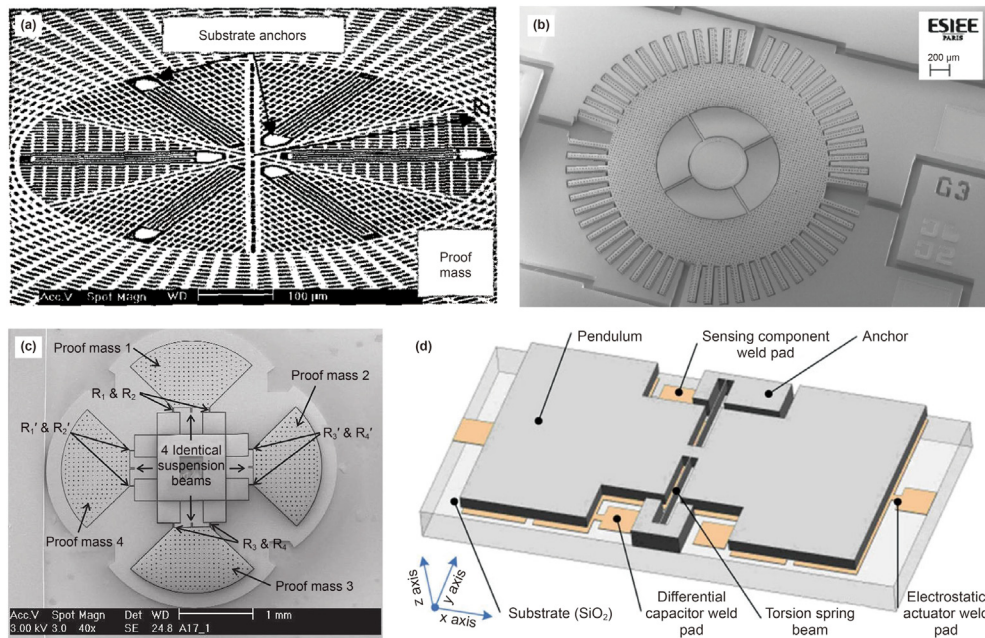 (a)
Substrate anchors
R
Proof
mass
Acc.V Spot Magn WD 100 μm
(b)
ESIEE
PARIS
200 μm
G3
(c)
Proof mass 1
Proof mass 2
R1 & R2
R1′ & R2′
R3′ & R4′
4 Identical
suspension
beams
R3 & R4
Proof mass 4
Proof mass 3
Acc.V Spot Magn Det WD 1 mm
3.00 kV 3.0 40x SE 24.8 A17_1
(d)
Pendulum
Sensing component
weld pad
Anchor
z axis
y axis
x axis
Substrate (SiO2)
Differential
capacitor weld
pad
Torsion spring
beam
Electrostatic
actuator weld
pad